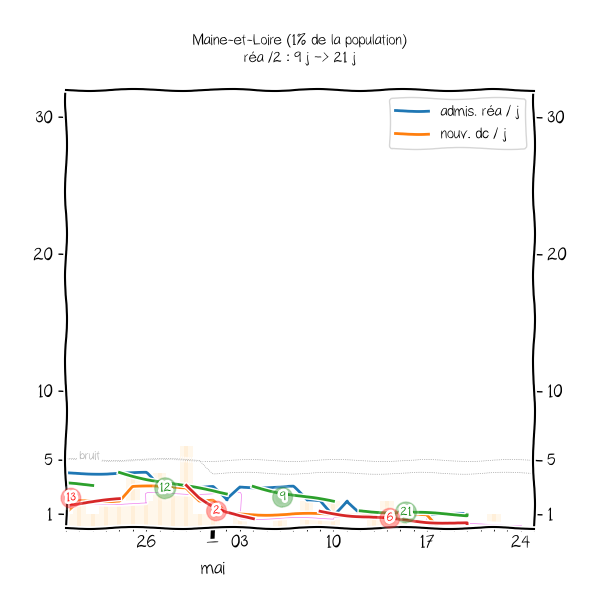 Maine-et-Loire (1% de la population)
réa /2 : 9 j -> 21 j
admis. réa / j
nouv. dc / j
30 30
20 20
10 10
5 bruit 5
13 12 9
2 6 21
1 1
26 1 03 10 17 24
mai